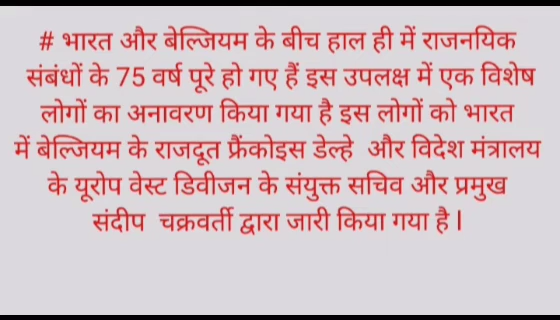 # भारत और बेल्जियम के बीच हाल ही में राजनयिक
संबंधों के 75 वर्ष पूरे हो गए हैं इस उपलक्ष में एक विशेष
लोगों का अनावरण किया गया है इस लोगों को भारत
में बेल्जियम के राजदूत फ्रैंकोइस डेल्हे और विदेश मंत्रालय
के यूरोप वेस्ट डिवीजन के संयुक्त सचिव और प्रमुख
संदीप चक्रवर्ती द्वारा जारी किया गया है I